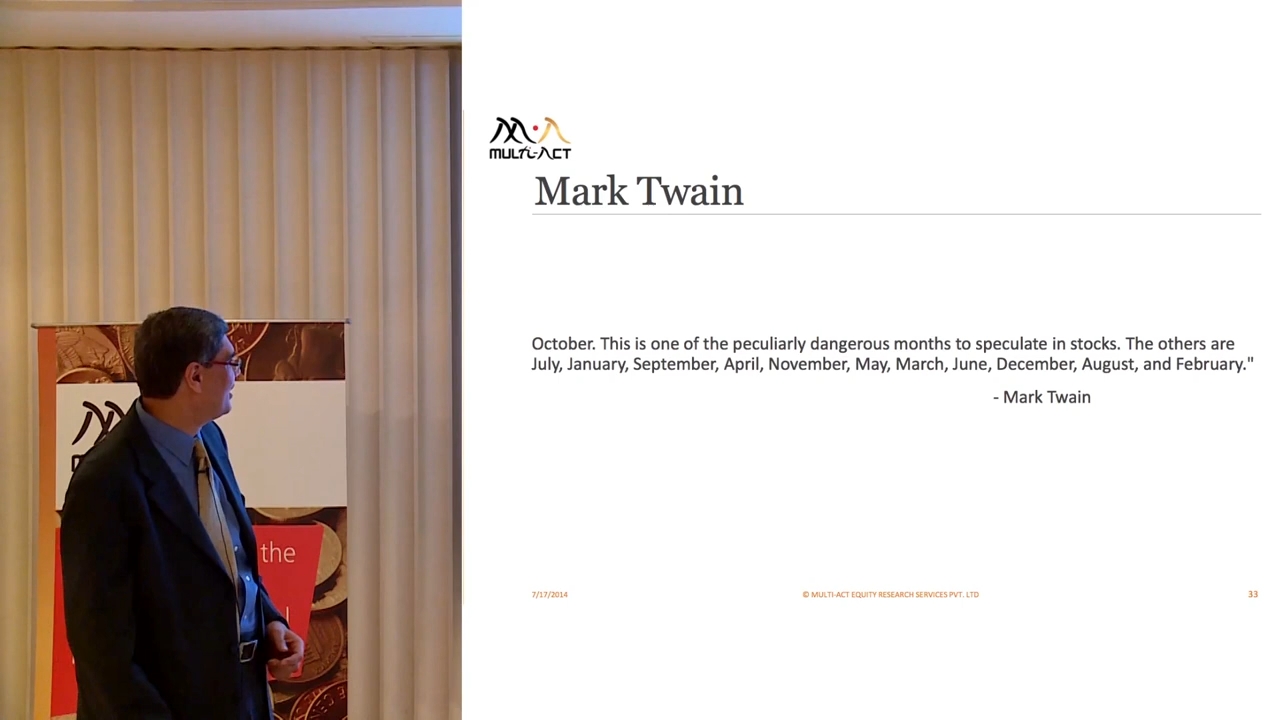 MULTI-ACT
Mark Twain
October. This is one of the peculiarly dangerous months to speculate in stocks. The others are
July, January, September, April, November, May, March, June, December, August, and February."
- Mark Twain
7/17/2014
© MULTI-ACT EQUITY RESEARCH SERVICES PVT. LTD
33
the